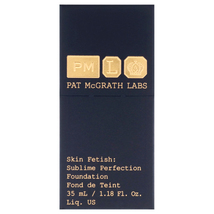 PM L
PAT McGRATH LABS
Skin Fetish:
Sublime Perfection
Foundation
Fond de Teint
35 mL / 1.18 Fl. Oz.
Liq. US